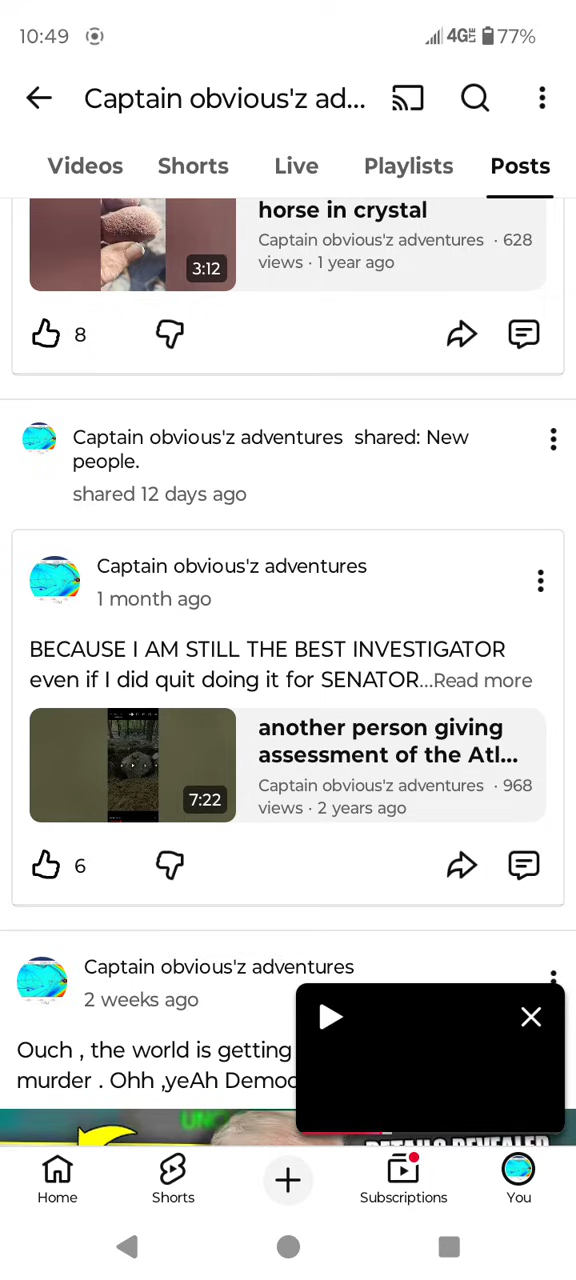 10:49
4G LTE 77%
Captain obvious'z ad...
Videos Shorts Live Playlists Posts
horse in crystal
Captain obvious'z adventures · 628
views · 1 year ago
3:12
8
Captain obvious'z adventures shared: New
people.
shared 12 days ago
Captain obvious'z adventures
1 month ago
BECAUSE I AM STILL THE BEST INVESTIGATOR
even if I did quit doing it for SENATOR...Read more
another person giving
assessment of the Atl...
Captain obvious'z adventures · 968
views · 2 years ago
7:22
6
Captain obvious'z adventures
2 weeks ago
Ouch , the world is getting
murder . Ohh ,yeAh Democ
DETAILS REVEALED
Home Shorts Subscriptions You